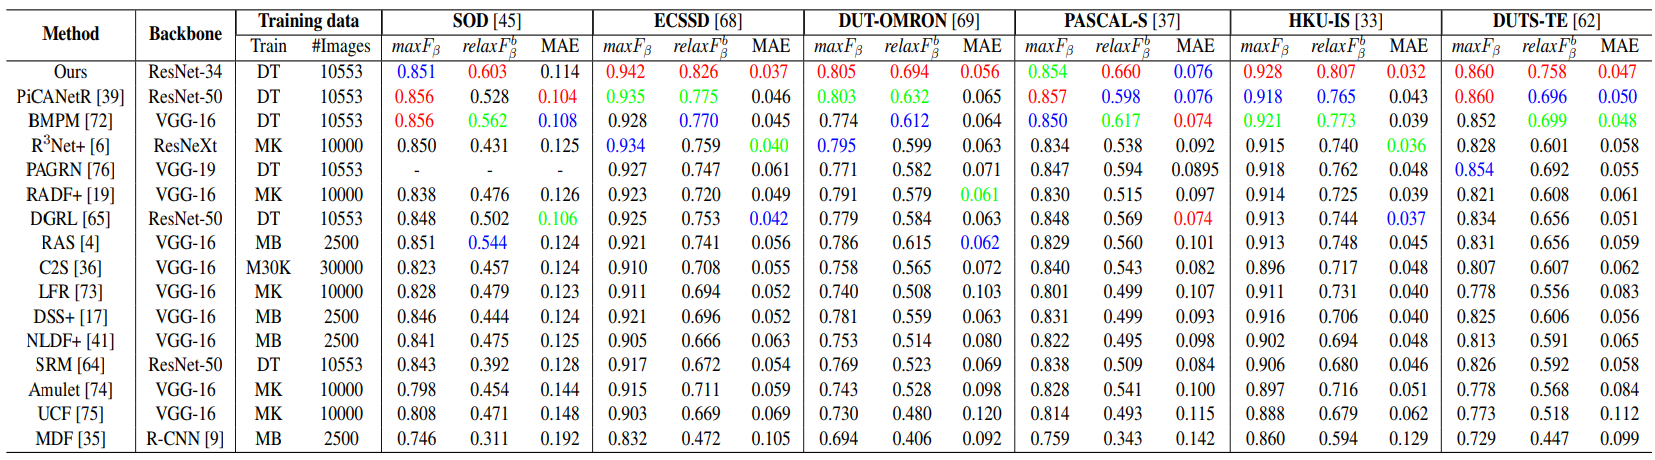 Method Backbone Training data SOD [45] ECSSD [68] DUT-OMRON [69] PASCAL-S [37] HKU-IS [33] DUTS-TE [62]
Train #Images maxFβ relaxFβᵇ MAE maxFβ relaxFβᵇ MAE maxFβ relaxFβᵇ MAE maxFβ relaxFβᵇ MAE maxFβ relaxFβᵇ MAE maxFβ relaxFβᵇ MAE
Ours ResNet-34 DT 10553 0.851 0.603 0.114 0.942 0.826 0.037 0.805 0.694 0.056 0.854 0.660 0.076 0.928 0.807 0.032 0.860 0.758 0.047
PiCANetR [39] ResNet-50 DT 10553 0.856 0.528 0.104 0.935 0.775 0.046 0.803 0.632 0.065 0.857 0.598 0.076 0.918 0.765 0.043 0.860 0.696 0.050
BMPM [72] VGG-16 DT 10553 0.856 0.562 0.108 0.928 0.770 0.045 0.774 0.612 0.064 0.850 0.617 0.074 0.921 0.773 0.039 0.852 0.699 0.048
R³Net+ [6] ResNeXt MK 10000 0.850 0.431 0.125 0.934 0.759 0.040 0.795 0.599 0.063 0.834 0.538 0.092 0.915 0.740 0.036 0.828 0.601 0.058
PAGRN [76] VGG-19 DT 10553 - - - 0.927 0.747 0.061 0.771 0.582 0.071 0.847 0.594 0.0895 0.918 0.762 0.048 0.854 0.692 0.055
RADF+ [19] VGG-16 MK 10000 0.838 0.476 0.126 0.923 0.720 0.049 0.791 0.579 0.061 0.830 0.515 0.097 0.914 0.725 0.039 0.821 0.608 0.061
DGRL [65] ResNet-50 DT 10553 0.848 0.502 0.106 0.925 0.753 0.042 0.779 0.584 0.063 0.848 0.569 0.074 0.913 0.744 0.037 0.834 0.656 0.051
RAS [4] VGG-16 MB 2500 0.851 0.544 0.124 0.921 0.741 0.056 0.786 0.615 0.062 0.829 0.560 0.101 0.913 0.748 0.045 0.831 0.656 0.059
C2S [36] VGG-16 M30K 30000 0.823 0.457 0.124 0.910 0.708 0.055 0.758 0.565 0.072 0.840 0.543 0.082 0.896 0.717 0.048 0.807 0.607 0.062
LFR [73] VGG-16 MK 10000 0.828 0.479 0.123 0.911 0.694 0.052 0.740 0.508 0.103 0.801 0.499 0.107 0.911 0.731 0.040 0.778 0.556 0.083
DSS+ [17] VGG-16 MB 2500 0.846 0.444 0.124 0.921 0.696 0.052 0.781 0.559 0.063 0.831 0.499 0.093 0.916 0.706 0.040 0.825 0.606 0.056
NLDF+ [41] VGG-16 MB 2500 0.841 0.475 0.125 0.905 0.666 0.063 0.753 0.514 0.080 0.822 0.495 0.098 0.902 0.694 0.048 0.813 0.591 0.065
SRM [64] ResNet-50 DT 10553 0.843 0.392 0.128 0.917 0.672 0.054 0.769 0.523 0.069 0.838 0.509 0.084 0.906 0.680 0.046 0.826 0.592 0.058
Amulet [74] VGG-16 MK 10000 0.798 0.454 0.144 0.915 0.711 0.059 0.743 0.528 0.098 0.828 0.541 0.100 0.897 0.716 0.051 0.778 0.568 0.084
UCF [75] VGG-16 MK 10000 0.808 0.471 0.148 0.903 0.669 0.069 0.730 0.480 0.120 0.814 0.493 0.115 0.888 0.679 0.062 0.773 0.518 0.112
MDF [35] R-CNN [9] MB 2500 0.746 0.311 0.192 0.832 0.472 0.105 0.694 0.406 0.092 0.759 0.343 0.142 0.860 0.594 0.129 0.729 0.447 0.099